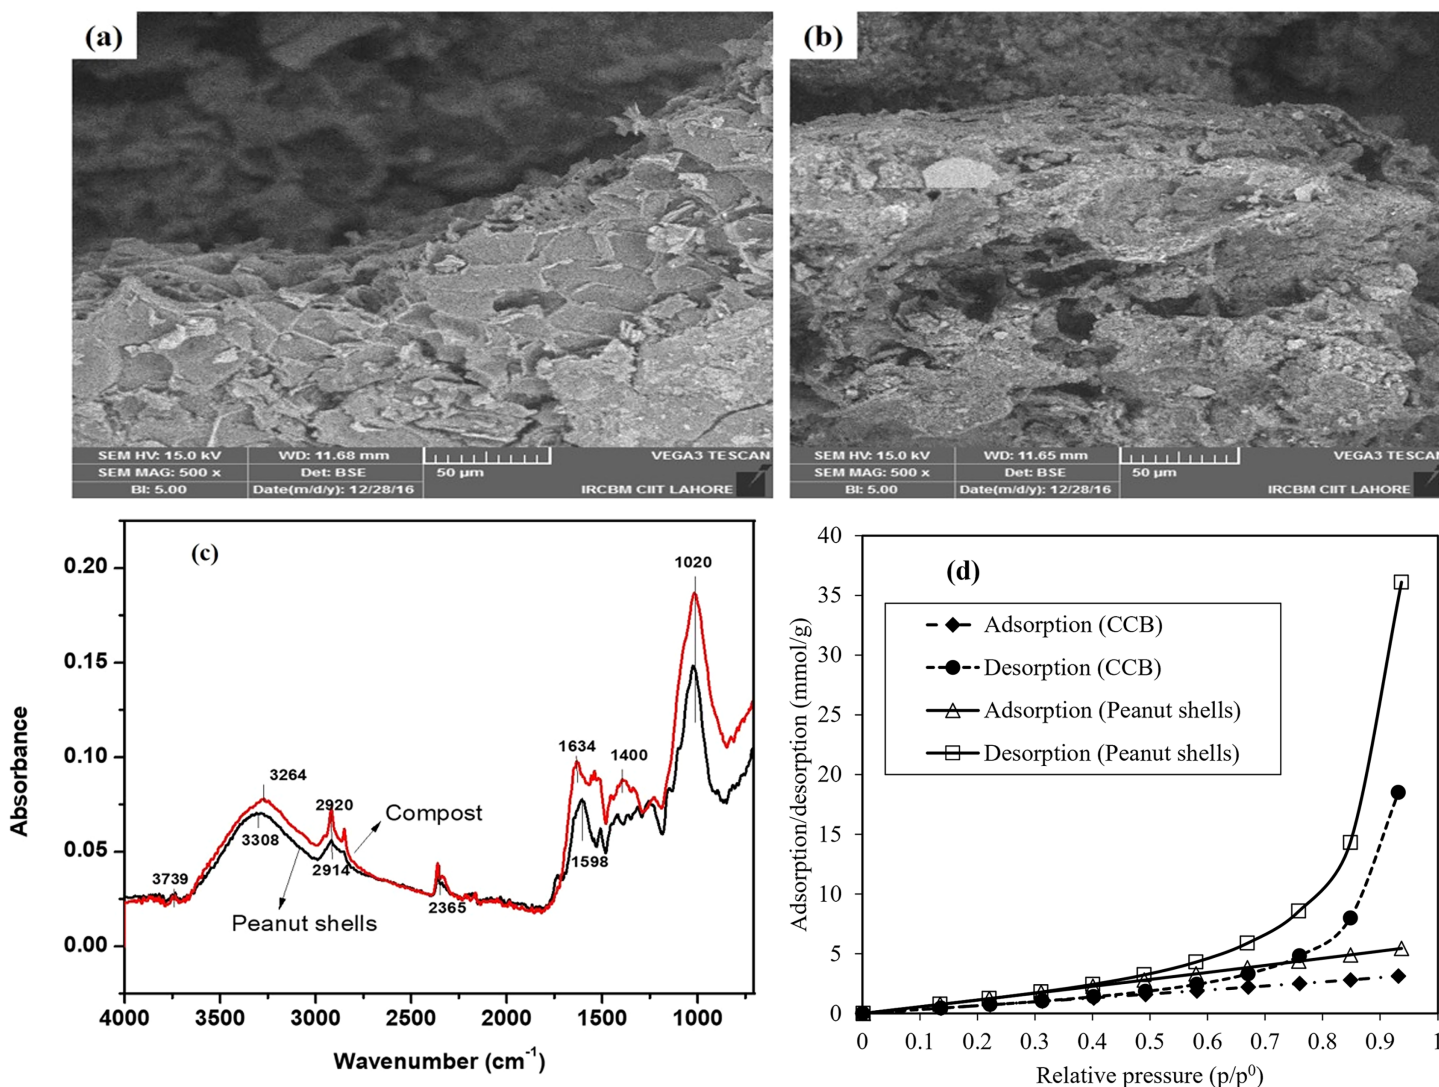 (a)
SEM HV: 15.0 kV
WD: 11.68 mm
VEGA3 TESCAN
SEM MAG: 500 x
Det: BSE
50 µm
BI: 5.00
Date(m/d/y): 12/28/16
IRCBM CIIT LAHORE
(b)
SEM HV: 15.0 kV
WD: 11.65 mm
VEGA3 TESCAN
SEM MAG: 500 x
Det: BSE
50 µm
BI: 5.00
Date(m/d/y): 12/28/16
IRCBM CIIT LAHORE
(c)
Absorbance
0.20
0.15
0.10
0.05
0.00
1020
1634
1400
3264
2920
Compost
3308
2914
1598
3739
2365
Peanut shells
4000 3500 3000 2500 2000 1500 1000
Wavenumber (cm⁻¹)
(d)
Adsorption/desorption (mmol/g)
40
35
30
25
20
15
10
5
0
Adsorption (CCB)
Desorption (CCB)
Adsorption (Peanut shells)
Desorption (Peanut shells)
0 0.1 0.2 0.3 0.4 0.5 0.6 0.7 0.8 0.9 1
Relative pressure (p/p⁰)